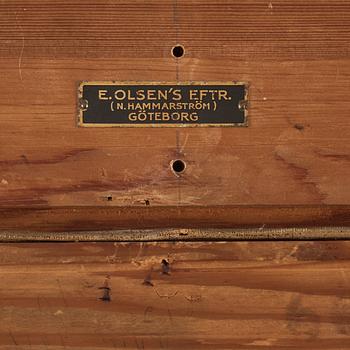 E. OLSEN'S EFTR.
(N. HAMMARSTRÖM)
GÖTEBORG